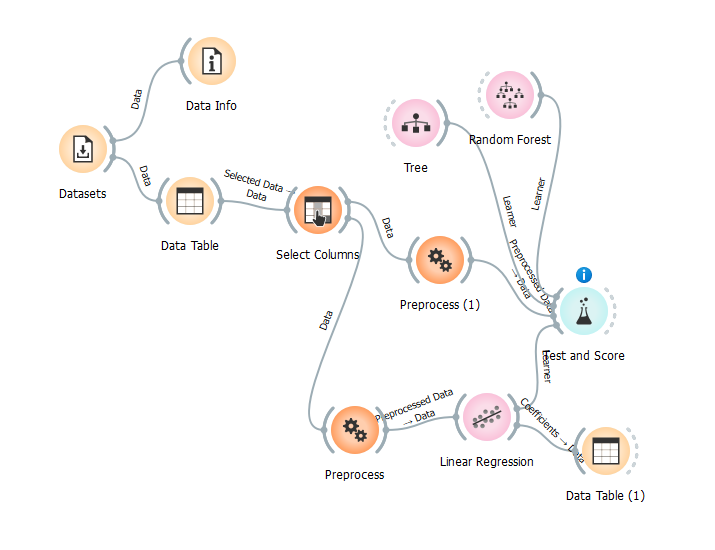 Data
Data Info
Random Forest
Tree
Datasets
Data
Selected Data →
Data
Data Table
Select Columns
Data
Learner
Learner
Preprocessed Data
→ Data
Preprocess (1)
Data
Test and Score
Learner
Preprocessed Data
→ Data
Preprocess
Linear Regression
Coefficients → Data
Data Table (1)